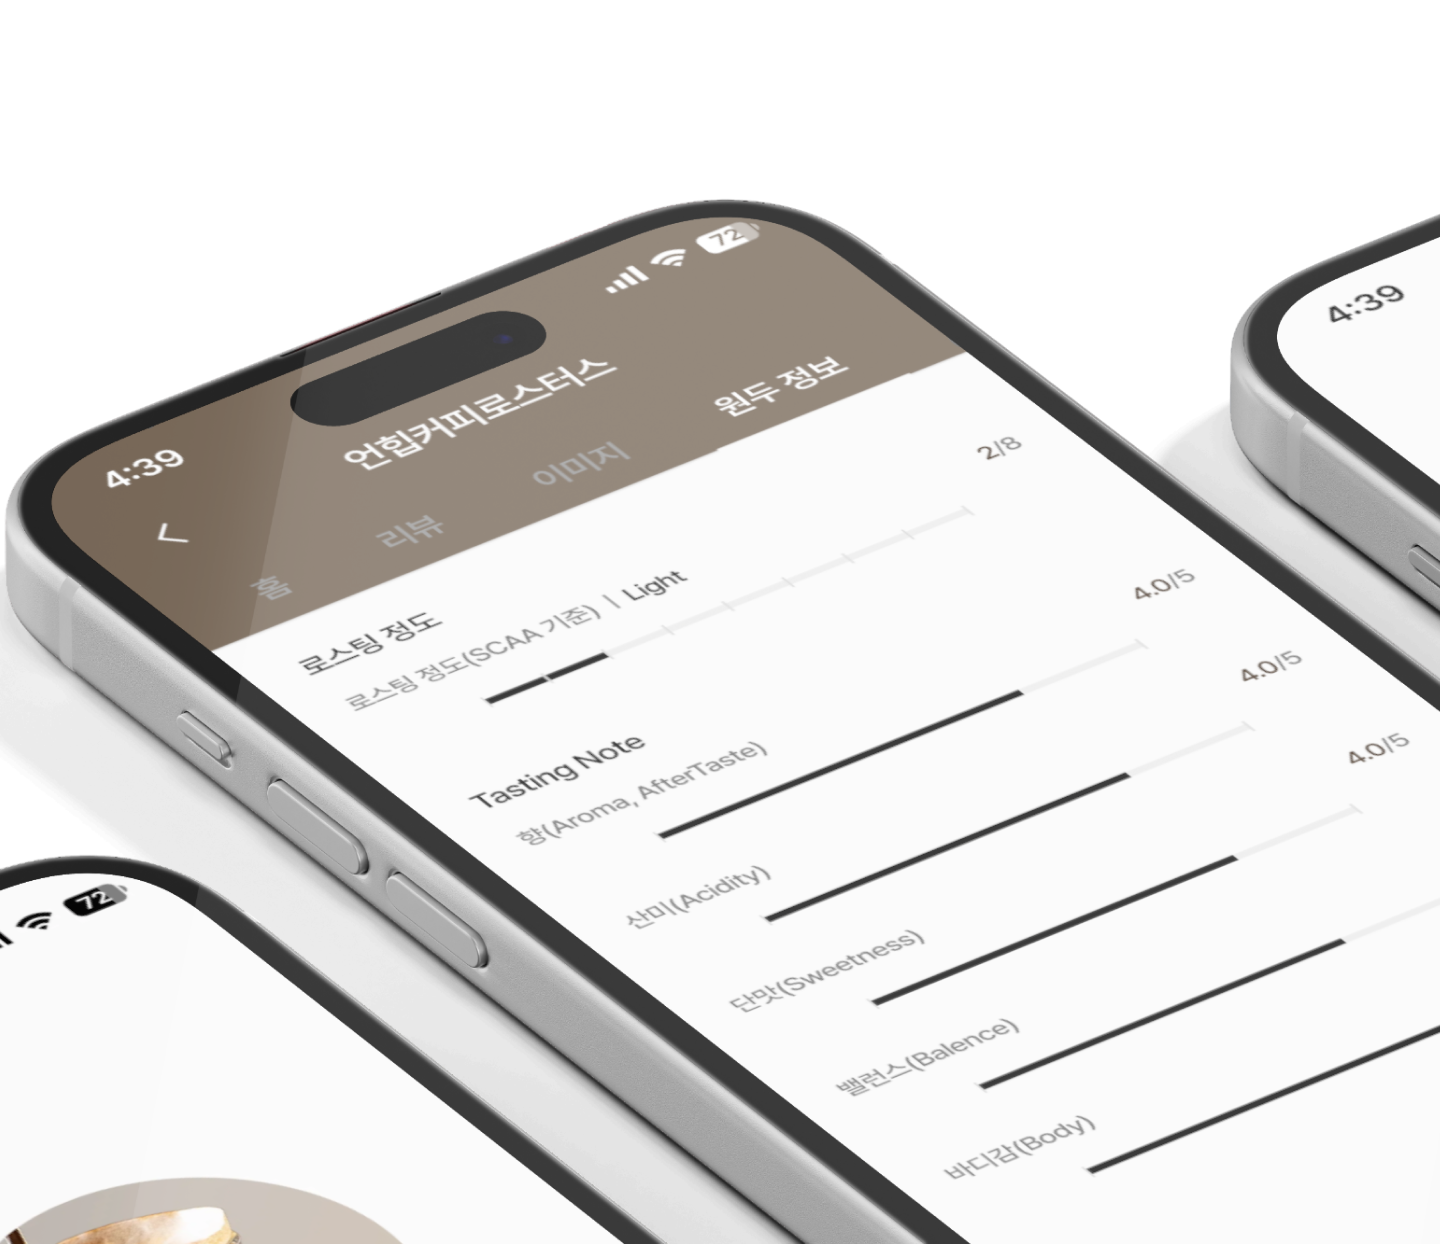 4:39
72
언힙커피로스터스
홈
리뷰
이미지
원두 정보
로스팅 정도
로스팅 정도(SCAA 기준) | Light
2/8
Tasting Note
향(Aroma, AfterTaste)
4.0/5
산미(Acidity)
4.0/5
단맛(Sweetness)
4.0/5
밸런스(Balence)
바디감(Body)
72
4:39